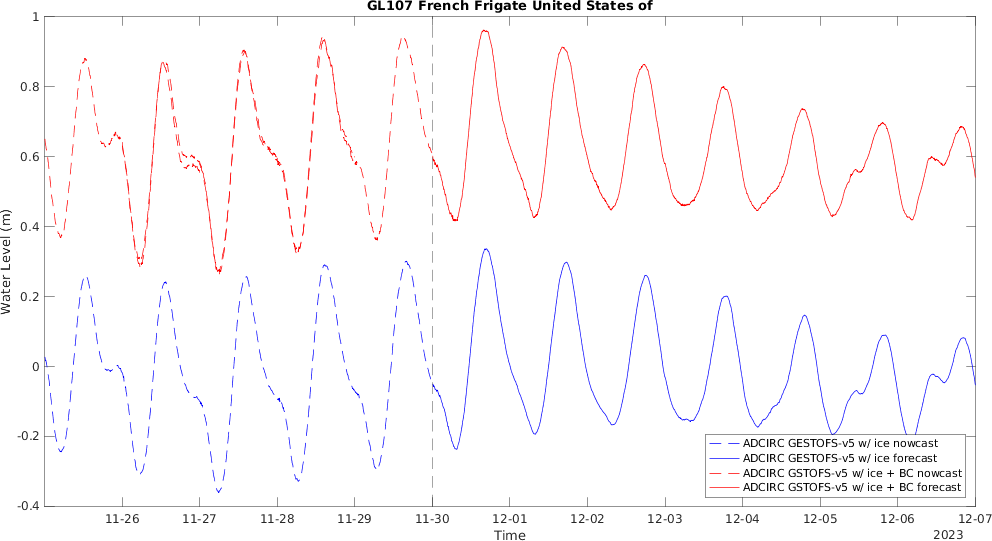 GL107 French Frigate United States of
1
0.8
0.6
0.4
0.2
0
-0.2
-0.4
Water Level (m)
ADCIRC GESTOFS-v5 w/ ice nowcast
ADCIRC GESTOFS-v5 w/ ice forecast
ADCIRC GSTOFS-v5 w/ ice + BC nowcast
ADCIRC GSTOFS-v5 w/ ice + BC forecast
11-26 11-27 11-28 11-29 11-30 12-01 12-02 12-03 12-04 12-05 12-06 12-07
Time
2023